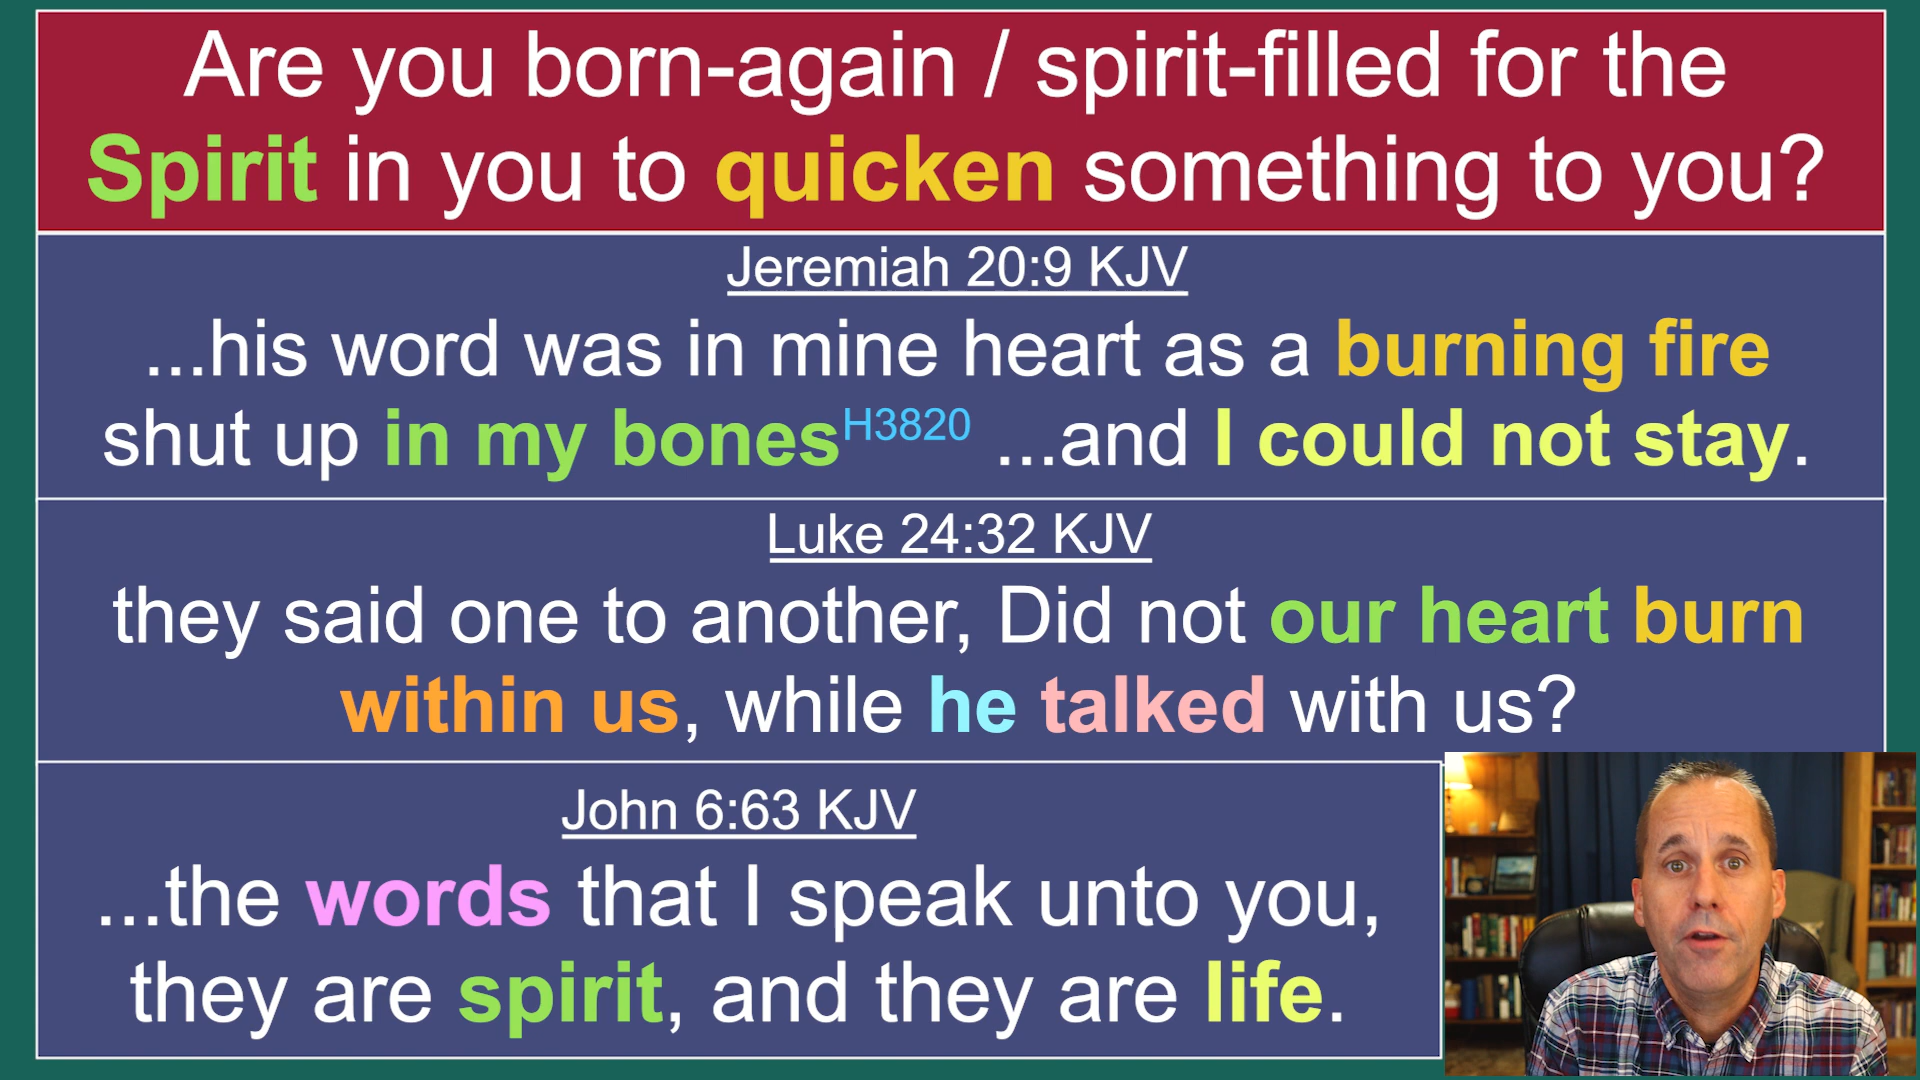 Are you born-again / spirit-filled for the
Spirit in you to quicken something to you?
Jeremiah 20:9 KJV
...his word was in mine heart as a burning fire
shut up in my bones H3820 ...and I could not stay.
Luke 24:32 KJV
they said one to another, Did not our heart burn
within us, while he talked with us?
John 6:63 KJV
...the words that I speak unto you,
they are spirit, and they are life.